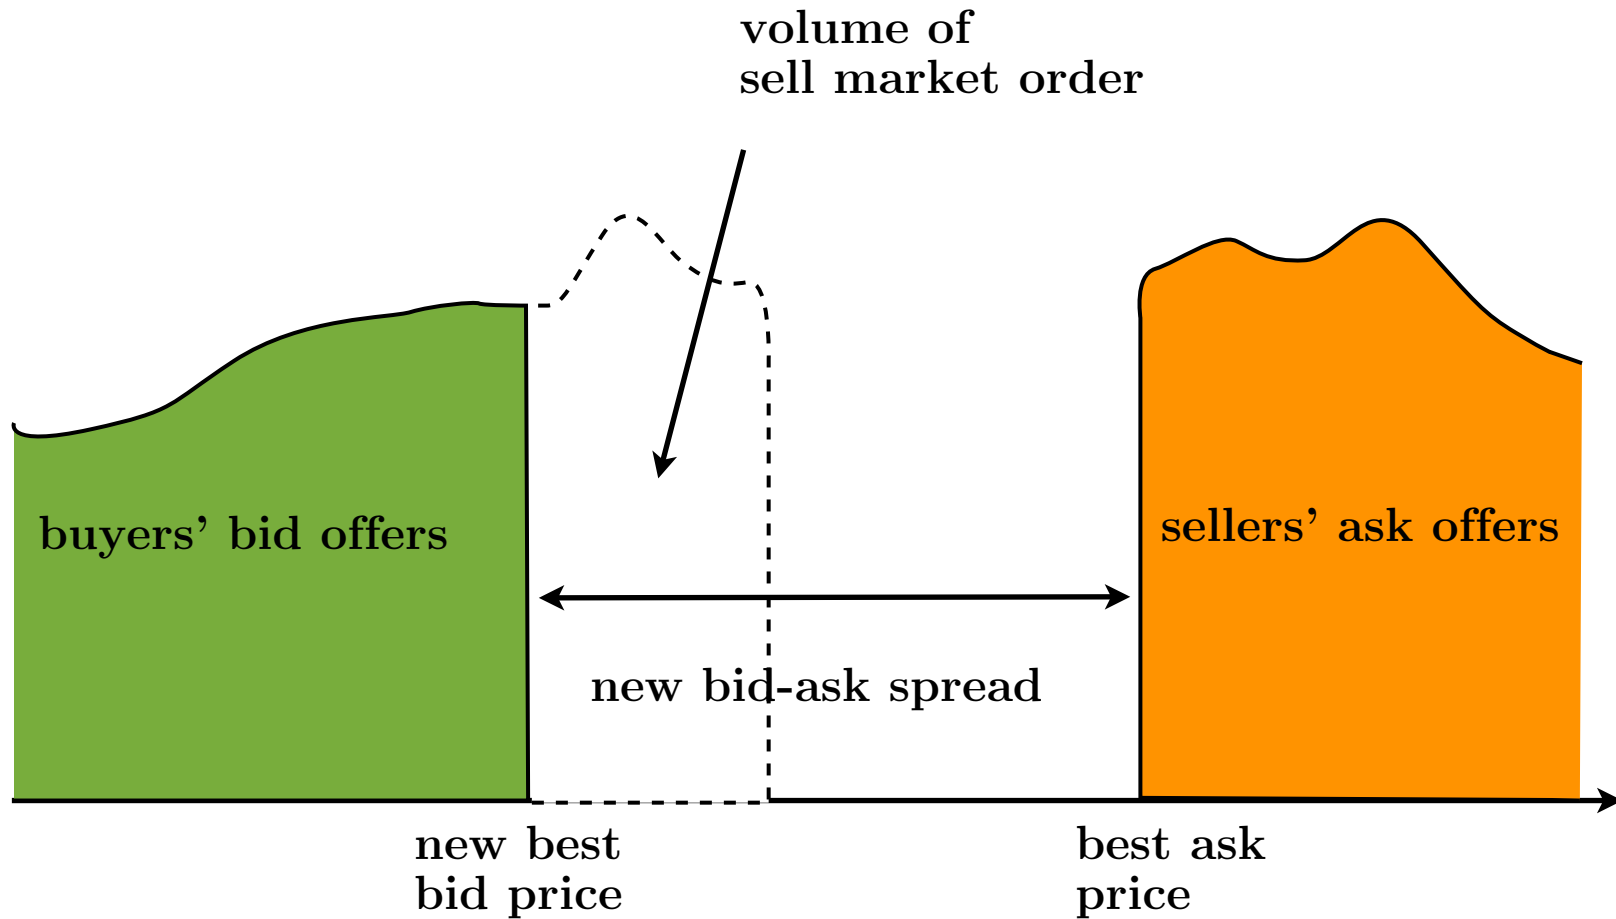 volume of
sell market order
buyers’ bid offers
sellers’ ask offers
new bid-ask spread
new best
bid price
best ask
price